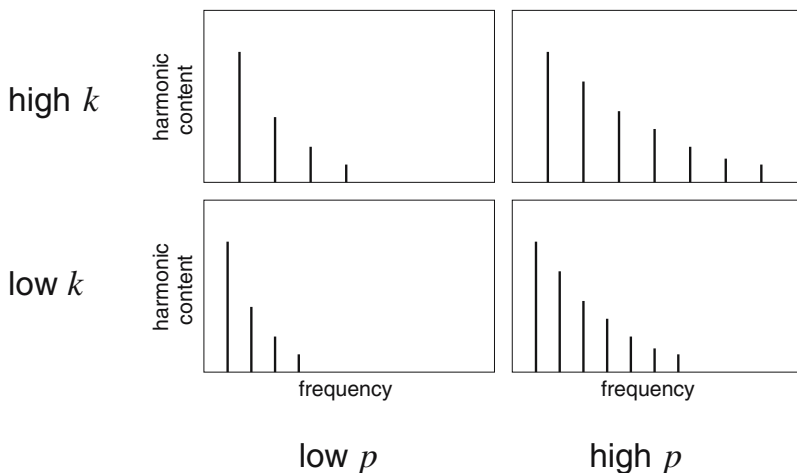 high k
harmonic
content
low k
harmonic
content
frequency
frequency
low p
high p